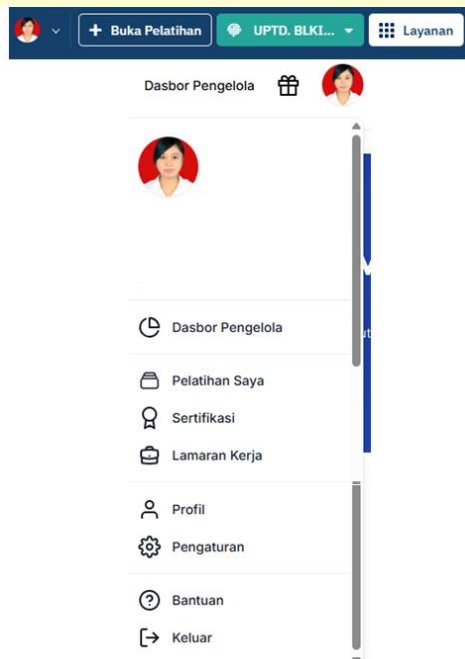 Buka Pelatihan UPTD. BLKI... Layanan
Dasbor Pengelola
Dasbor Pengelola
Pelatihan Saya
Sertifikasi
Lamaran Kerja
Profil
Pengaturan
Bantuan
Keluar